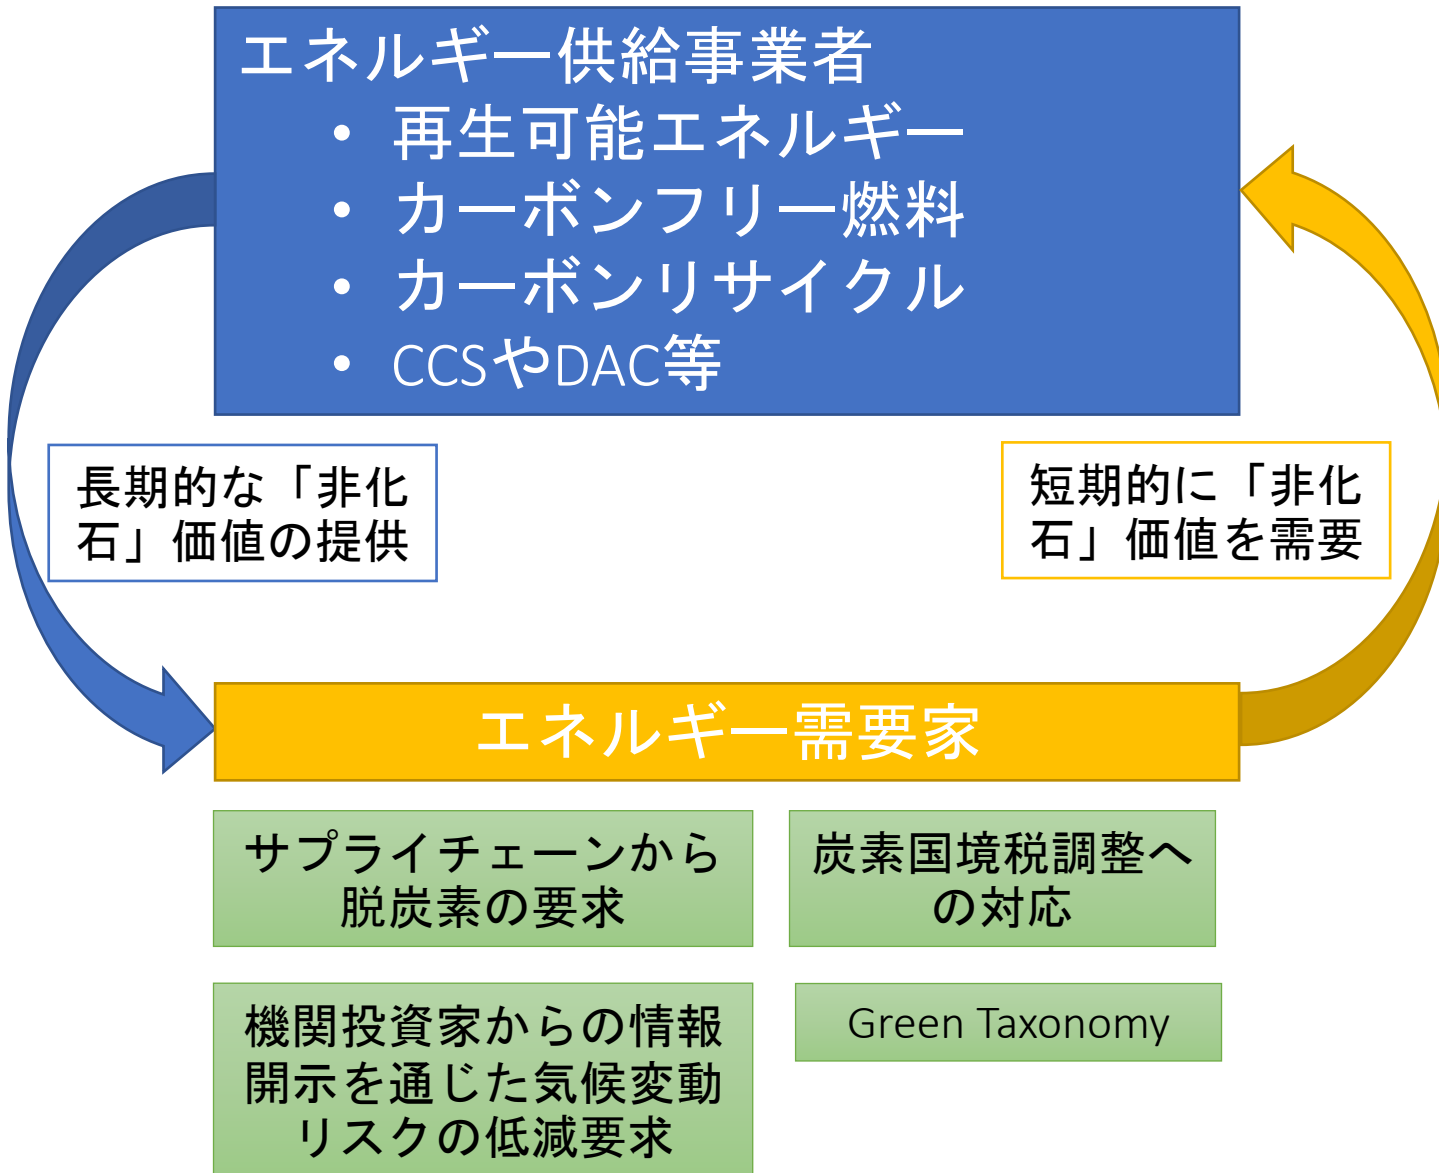 エネルギー供給事業者
• 再生可能エネルギー
• カーボンフリー燃料
• カーボンリサイクル
• CCSやDAC等
長期的な「非化
石」価値の提供
短期的に「非化
石」価値を需要
エネルギー需要家
サプライチェーンから
脱炭素の要求
炭素国境税調整へ
の対応
機関投資家からの情報
開示を通じた気候変動
リスクの低減要求
Green Taxonomy